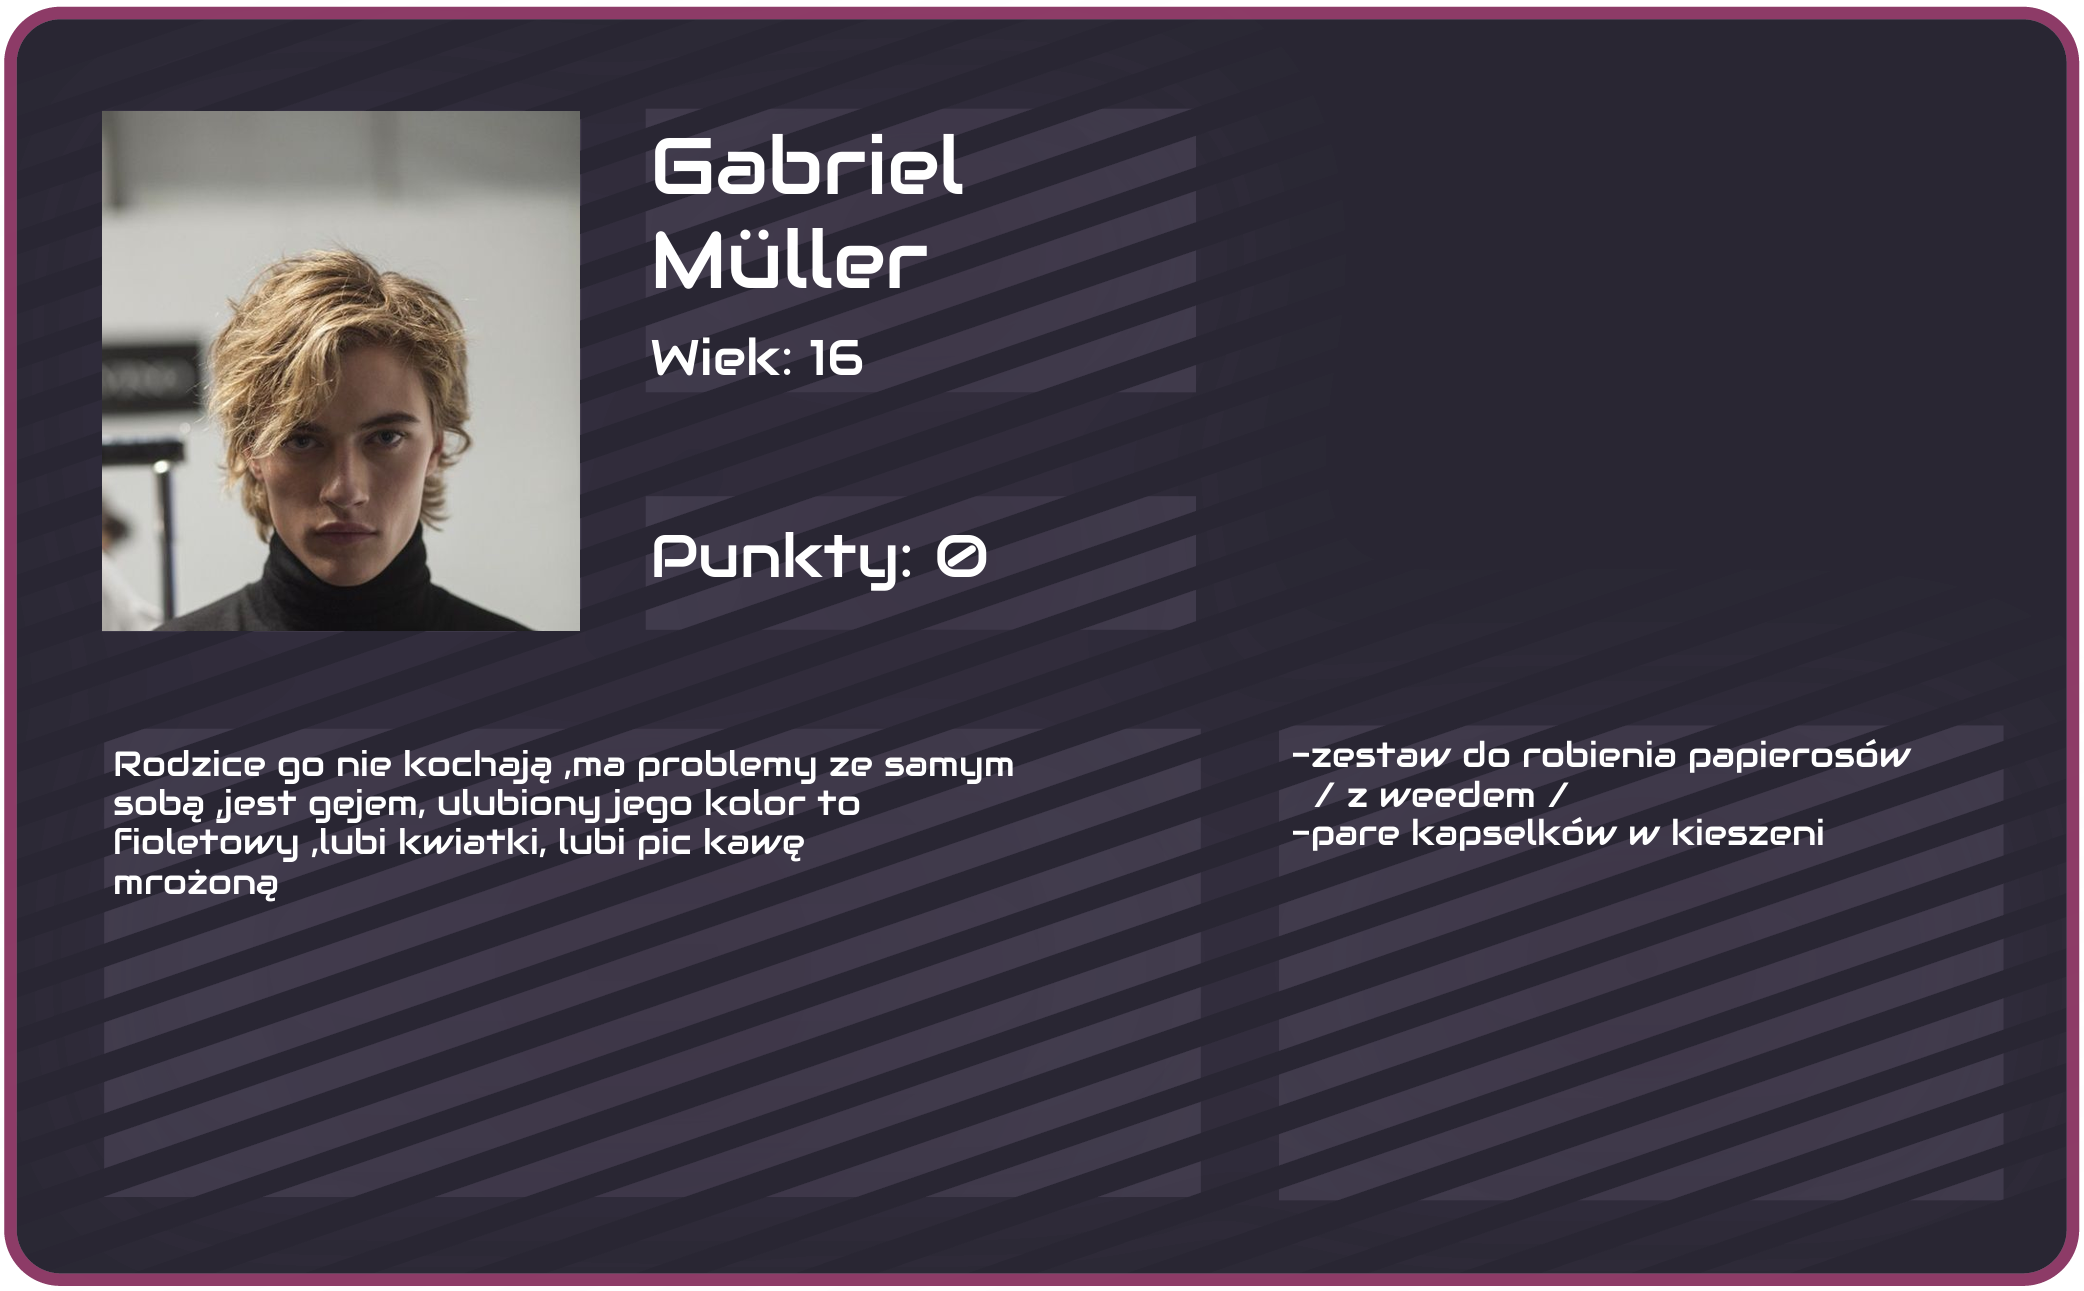 Gabriel
Müller
Wiek: 16
Punkty: 0
Rodzice go nie kochają ,ma problemy ze samym
sobą ,jest gejem, ulubiony jego kolor to
fioletowy ,lubi kwiatki, lubi pic kawę
mrożoną
-zestaw do robienia papierosów
/ z weedem /
-pare kapselków w kieszeni